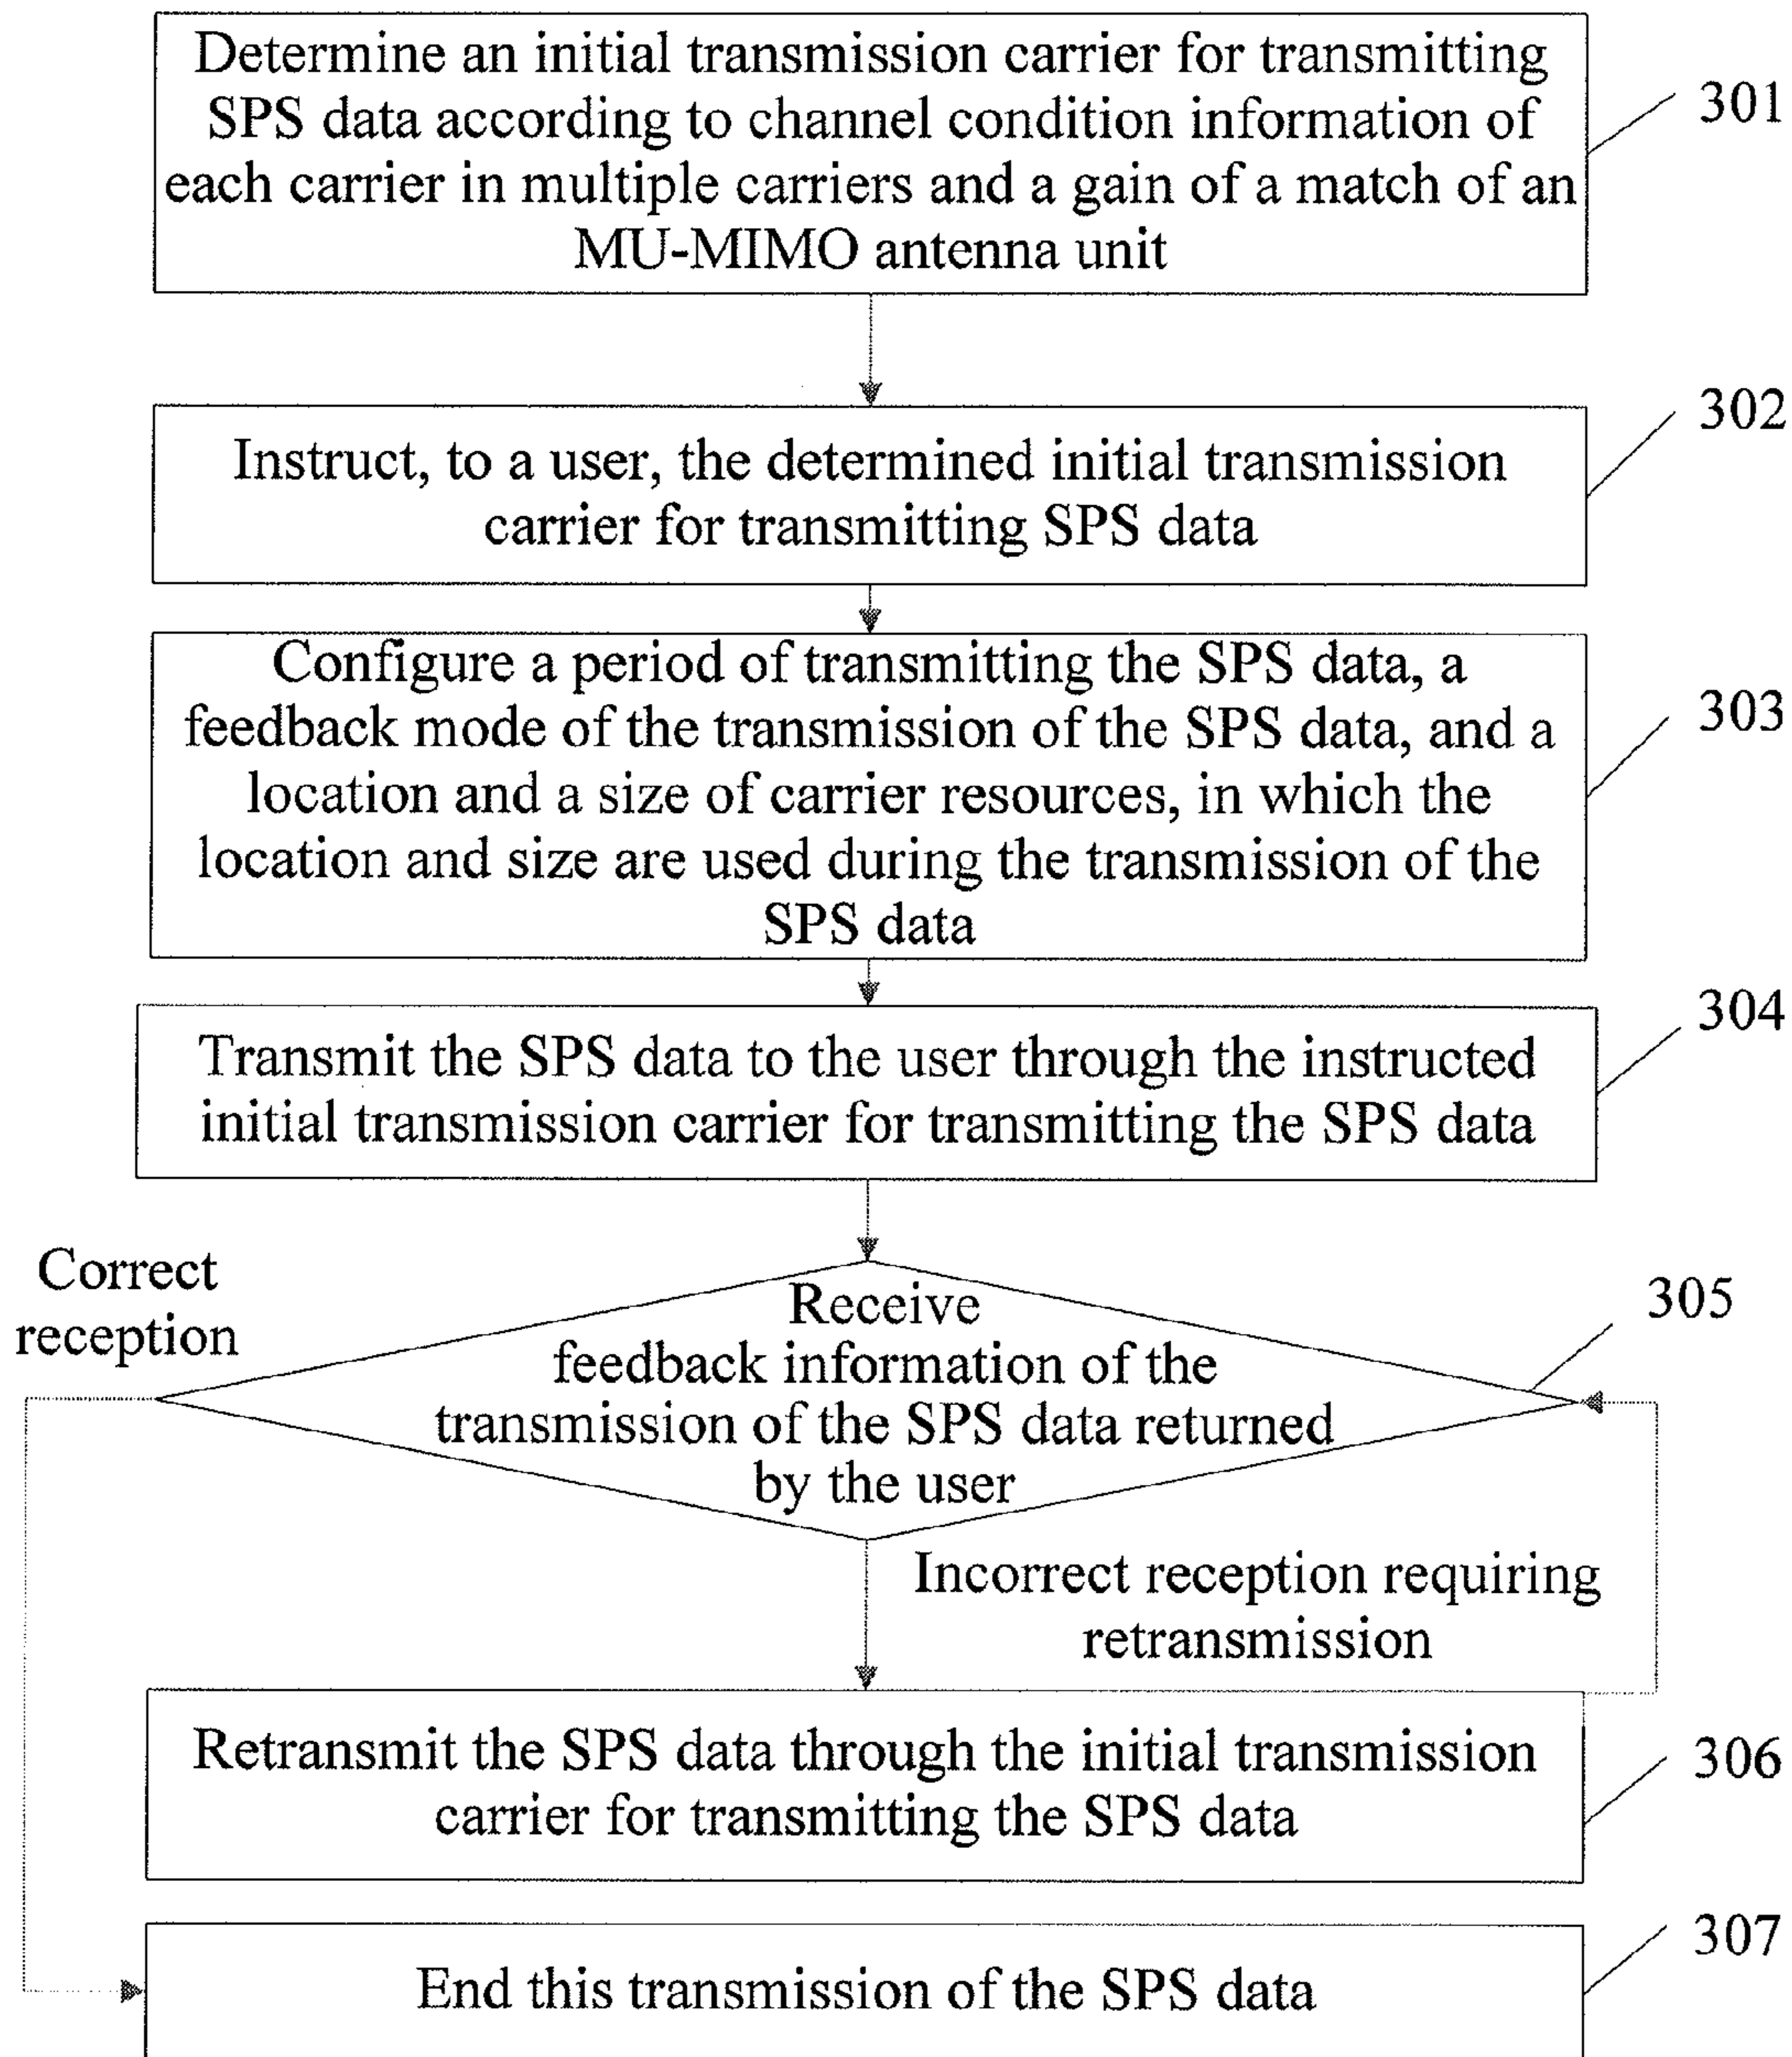 Determine an initial transmission carrier for transmitting
SPS data according to channel condition information of
each carrier in multiple carriers and a gain of a match of an
MU-MIMO antenna unit
301
Instruct, to a user, the determined initial transmission
carrier for transmitting SPS data
302
Configure a period of transmitting the SPS data, a
feedback mode of the transmission of the SPS data, and a
location and a size of carrier resources, in which the
location and size are used during the transmission of the
SPS data
303
Transmit the SPS data to the user through the instructed
initial transmission carrier for transmitting the SPS data
304
Correct
reception
Receive
feedback information of the
transmission of the SPS data returned
by the user
305
Incorrect reception requiring
retransmission
Retransmit the SPS data through the initial transmission
carrier for transmitting the SPS data
306
End this transmission of the SPS data
307